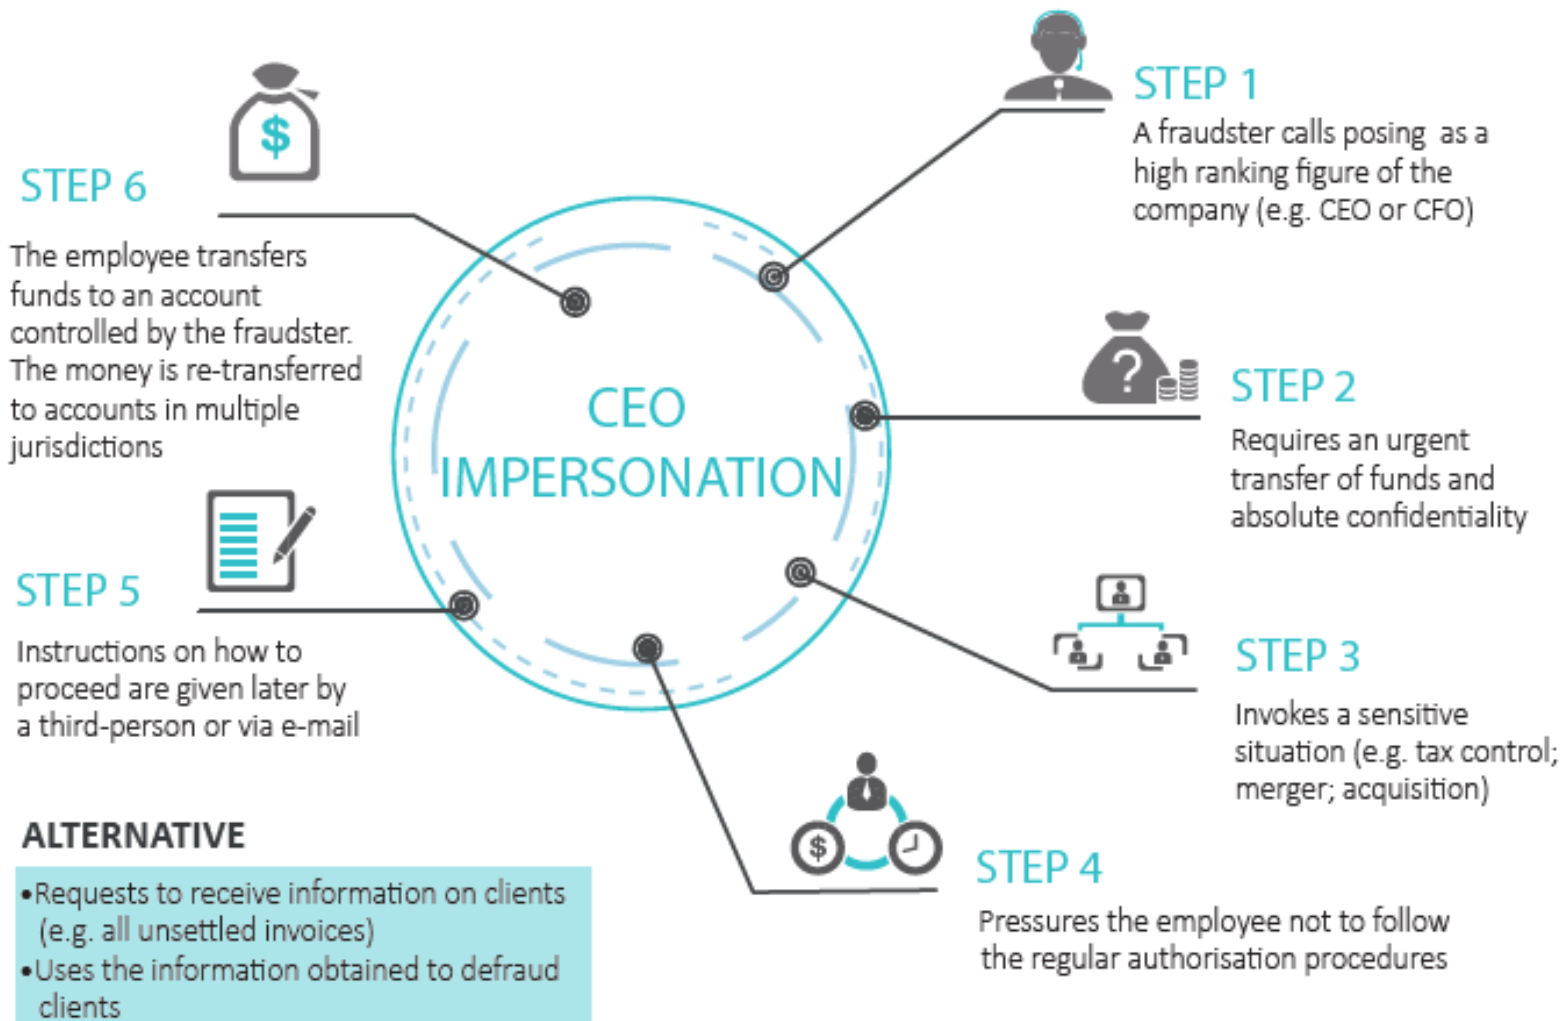 STEP 1
A fraudster calls posing as a
high ranking figure of the
company (e.g. CEO or CFO)
STEP 2
Requires an urgent
transfer of funds and
absolute confidentiality
STEP 3
Invokes a sensitive
situation (e.g. tax control;
merger; acquisition)
STEP 4
Pressures the employee not to follow
the regular authorisation procedures
STEP 5
Instructions on how to
proceed are given later by
a third-person or via e-mail
STEP 6
The employee transfers
funds to an account
controlled by the fraudster.
The money is re-transferred
to accounts in multiple
jurisdictions
CEO
IMPERSONATION
$
?
$
ALTERNATIVE
•Requests to receive information on clients
(e.g. all unsettled invoices)
•Uses the information obtained to defraud
clients